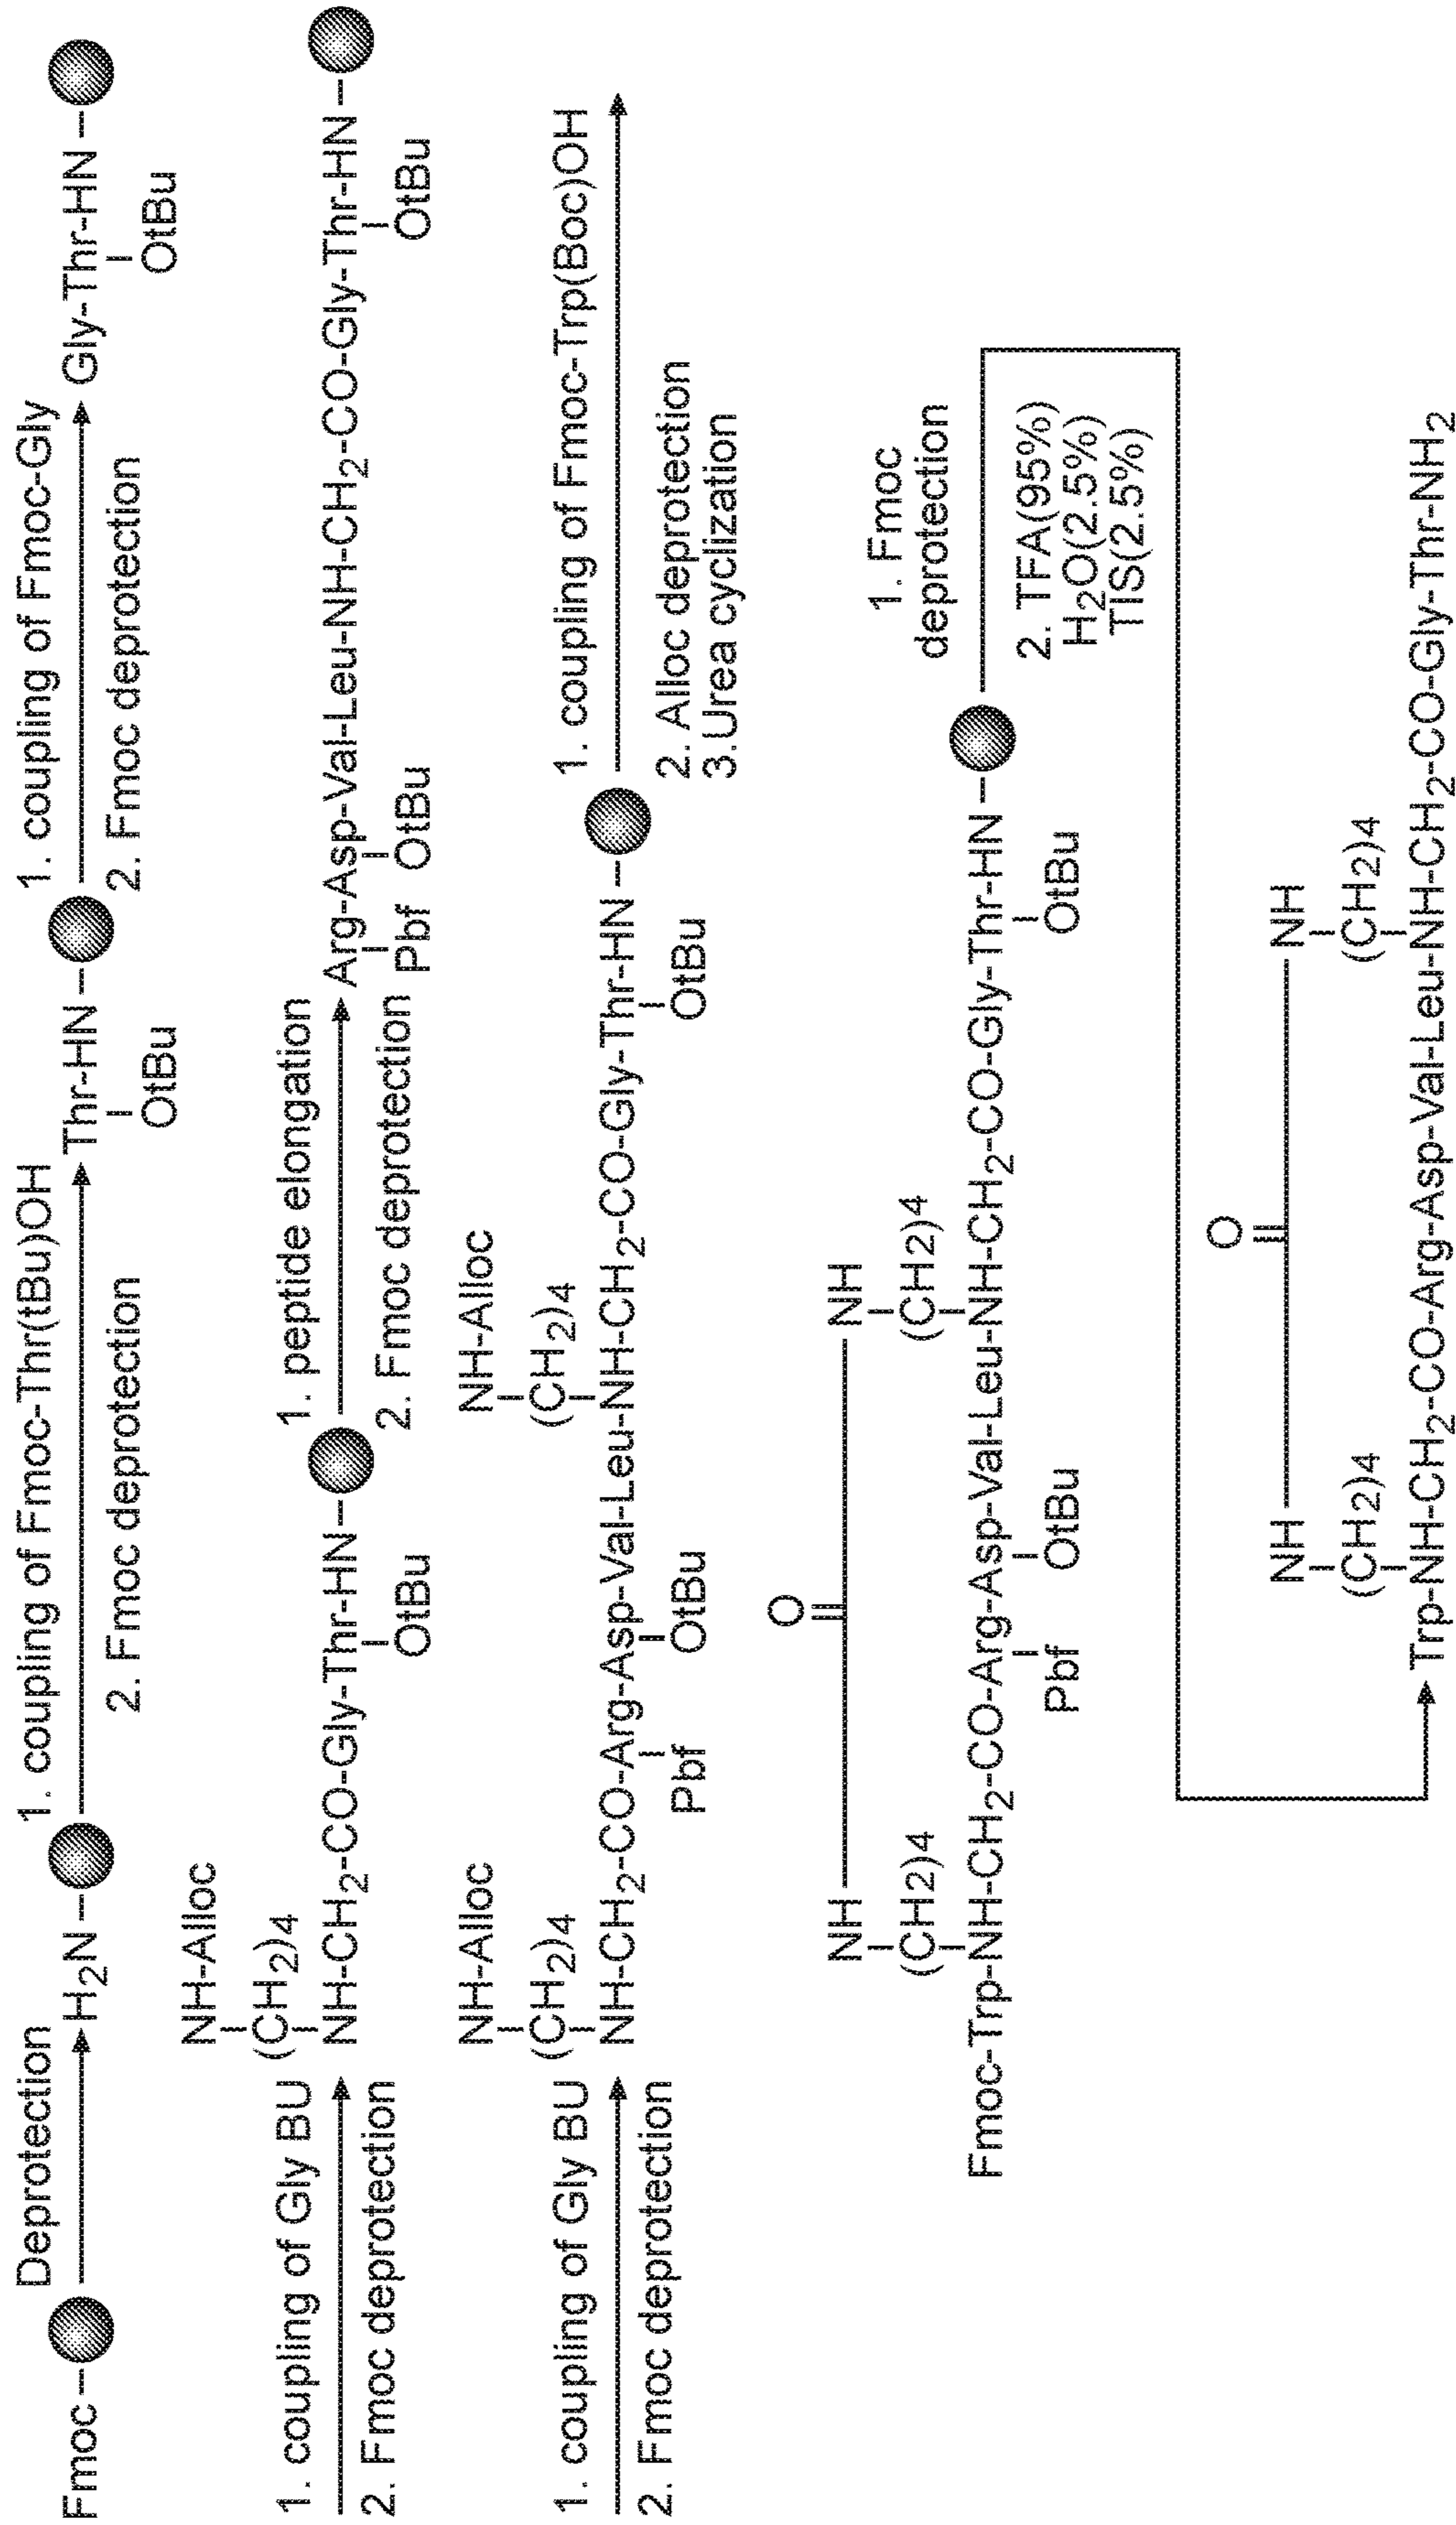 Fmoc
Deprotection
H2N
1. coupling of Fmoc-Thr(tBu)OH
2. Fmoc deprotection
Thr-HN
OtBu
1. coupling of Fmoc-Gly
2. Fmoc deprotection
Gly-Thr-HN
OtBu
1. coupling of Gly BU
2. Fmoc deprotection
NH-Alloc
(CH2)4
NH-CH2-CO-Gly-Thr-HN
OtBu
1. peptide elongation
2. Fmoc deprotection
Arg-Asp-Val-Leu-NH-CH2-CO-Gly-Thr-HN
Pbf OtBu OtBu
1. coupling of Gly BU
2. Fmoc deprotection
NH-Alloc NH-Alloc
(CH2)4 (CH2)4
NH-CH2-CO-Arg-Asp-Val-Leu-NH-CH2-CO-Gly-Thr-HN
Pbf OtBu OtBu
1. coupling of Fmoc-Trp(Boc)OH
2. Alloc deprotection
3.Urea cyclization
O
NH NH
(CH2)4 (CH2)4
Fmoc-Trp-NH-CH2-CO-Arg-Asp-Val-Leu-NH-CH2-CO-Gly-Thr-HN
Pbf OtBu OtBu
1. Fmoc
deprotection
2. TFA(95%)
H2O(2.5%)
TIS(2.5%)
O
NH NH
(CH2)4 (CH2)4
Trp-NH-CH2-CO-Arg-Asp-Val-Leu-NH-CH2-CO-Gly-Thr-NH2